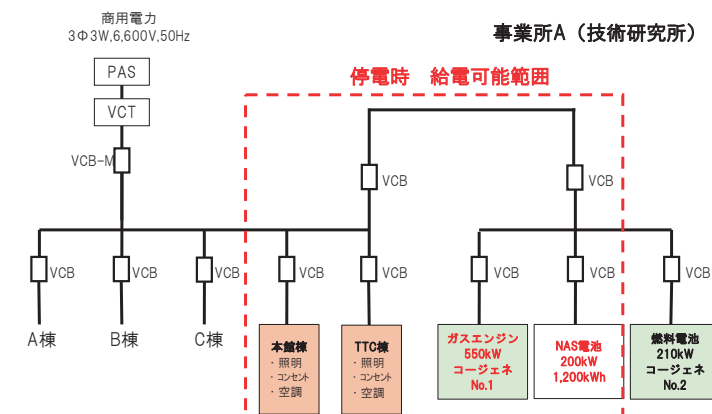 商用電力
3Φ3W,6,600V,50Hz
事業所A（技術研究所）
PAS
停電時　給電可能範囲
VCT
VCB-M
VCB
VCB
VCB
VCB
VCB
VCB
VCB
VCB
VCB
VCB
A棟
B棟
C棟
本館棟
・照明
・コンセント
・空調
TTC棟
・照明
・コンセント
・空調
ガスエンジン
550kW
コージェネ
No.1
NAS電池
200kW
1,200kWh
燃料電池
210kW
コージェネ
No.2